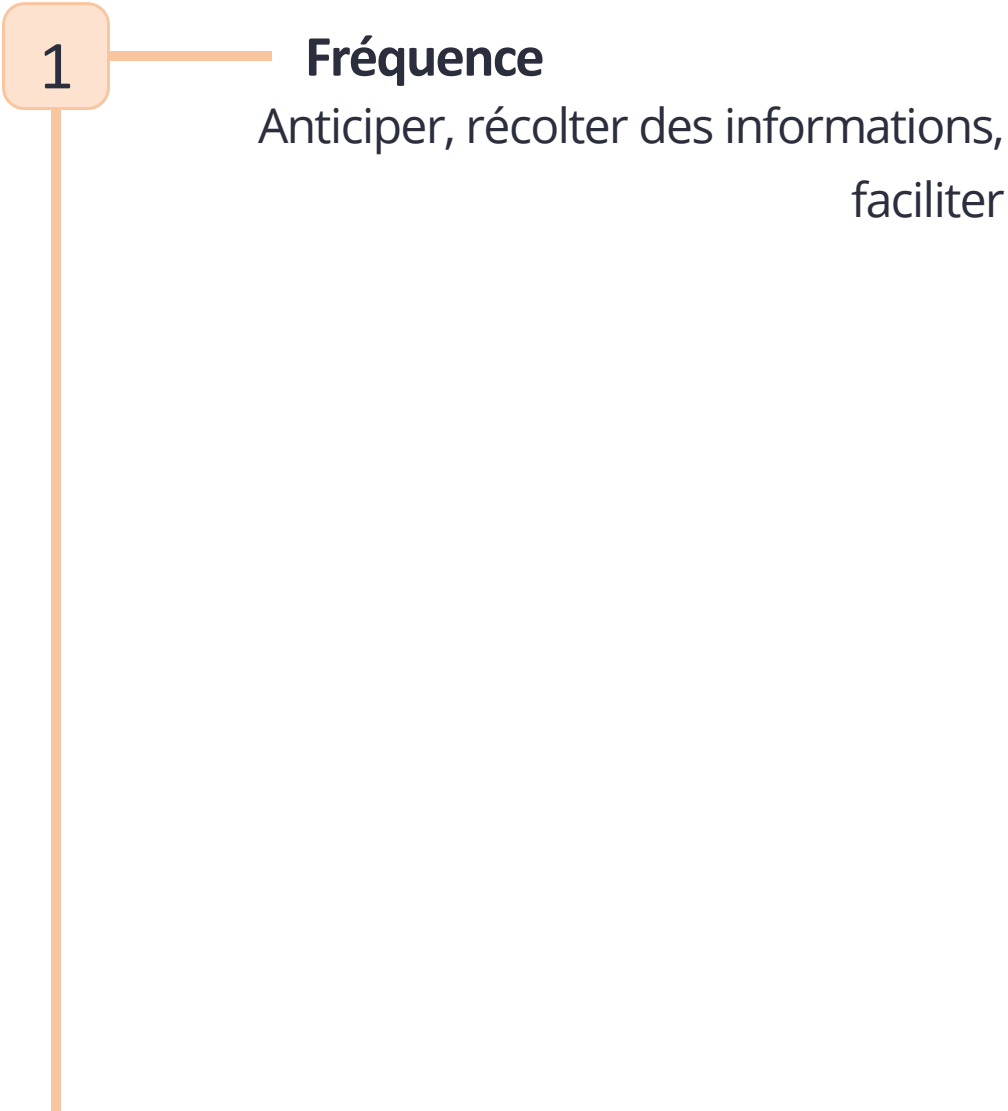 1
Fréquence
Anticiper, récolter des informations,
faciliter